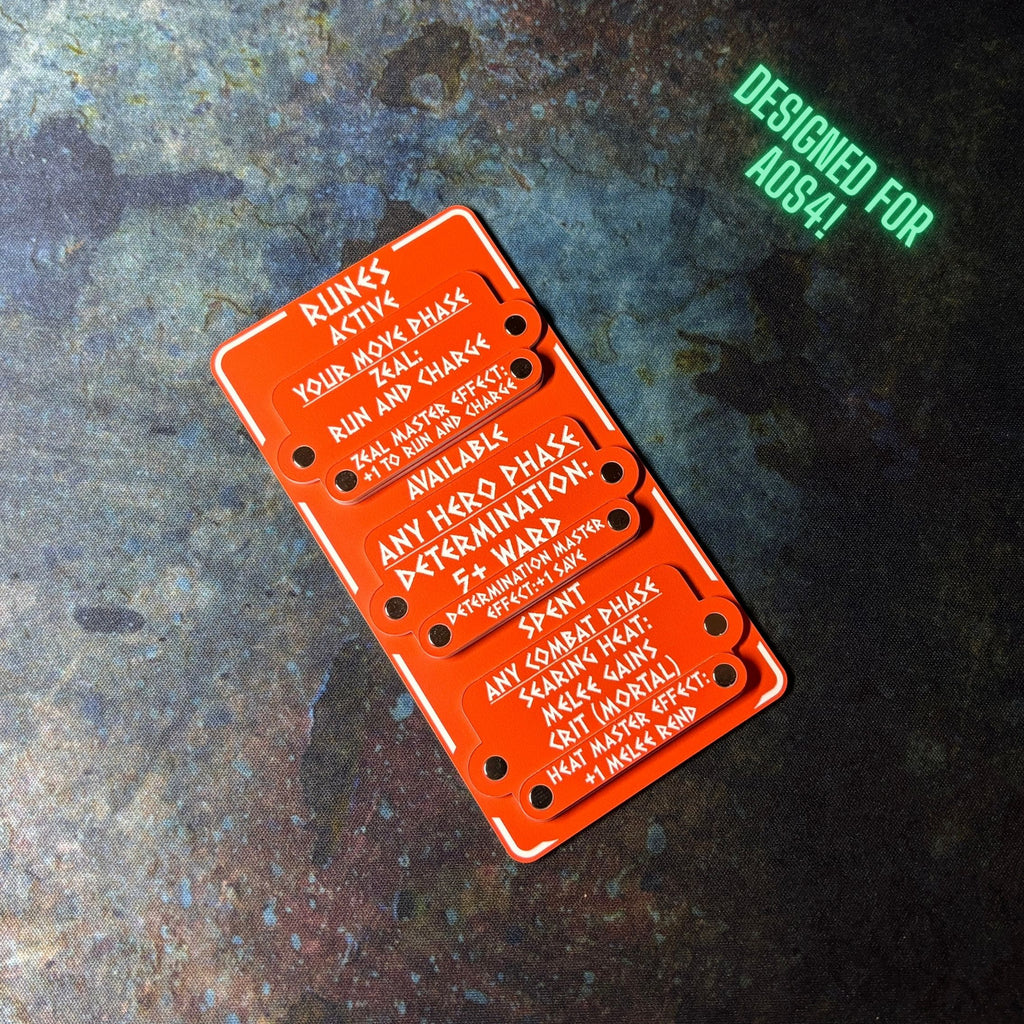 DESIGNED FOR
AOS4!
RUNES
ACTIVE
YOUR MOVE PHASE
ZEAL:
RUN AND CHARGE
ZEAL MASTER EFFECT:
+1 TO RUN AND CHARGE
AVAILABLE
ANY HERO PHASE
DETERMINATION:
5+ WARD
DETERMINATION MASTER
EFFECT:+1 SAVE
SPENT
ANY COMBAT PHASE
SEARING HEAT:
MELEE GAINS
CRIT (MORTAL)
HEAT MASTER EFFECT:
+1 MELEE REND